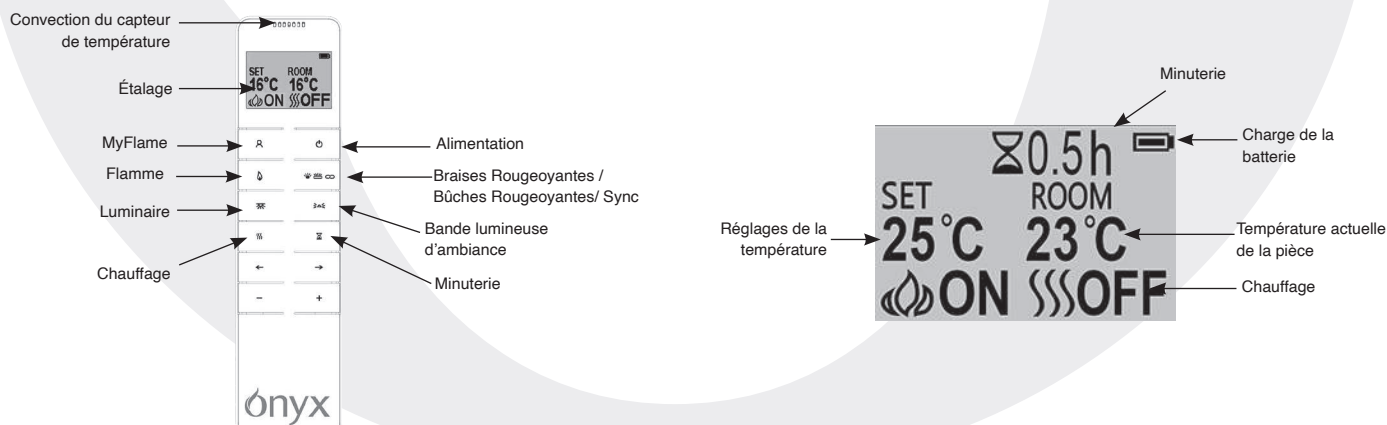 Convection du capteur
de température
Étalage
MyFlame
Flamme
Luminaire
Chauffage
SET ROOM
16°C 16°C
ON OFF
Alimentation
Braises Rougeoyantes /
Bûches Rougeoyantes/ Sync
Bande lumineuse
d'ambiance
Minuterie
− +
ónyx
Minuterie
Charge de la
batterie
0.5h
SET ROOM
25°C 23°C
ON OFF
Réglages de la
température
Température actuelle
de la pièce
Chauffage